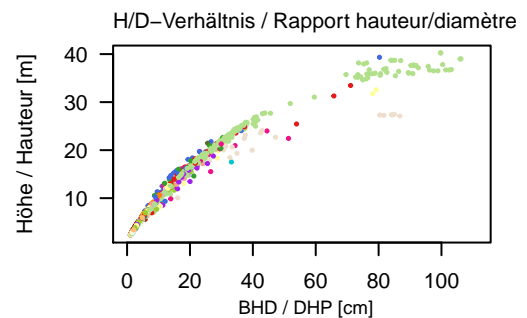 H/D−Verhältnis / Rapport hauteur/diamètre
Höhe / Hauteur [m]
40
30
20
10
0 20 40 60 80 100
BHD / DHP [cm]